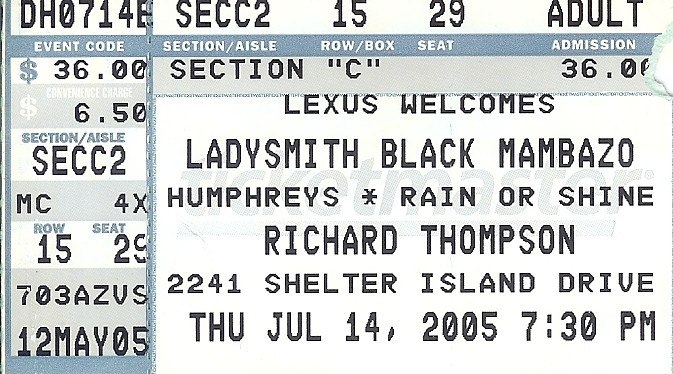 DH0714E SECC2 15 29 ADULT
EVENT CODE SECTION/AISLE ROW/BOX SEAT ADMISSION
$ 36.00 SECTION "C" 36.00
CONVENIENCE CHARGE
$ 6.50 LEXUS WELCOMES
SECTION/AISLE
SECC2 LADYSMITH BLACK MAMBAZO
ticketmaster
MC 4X HUMPHREYS * RAIN OR SHINE
ROW SEAT
15 29 RICHARD THOMPSON
703AZVS 2241 SHELTER ISLAND DRIVE
12MAY05 THU JUL 14, 2005 7:30 PM